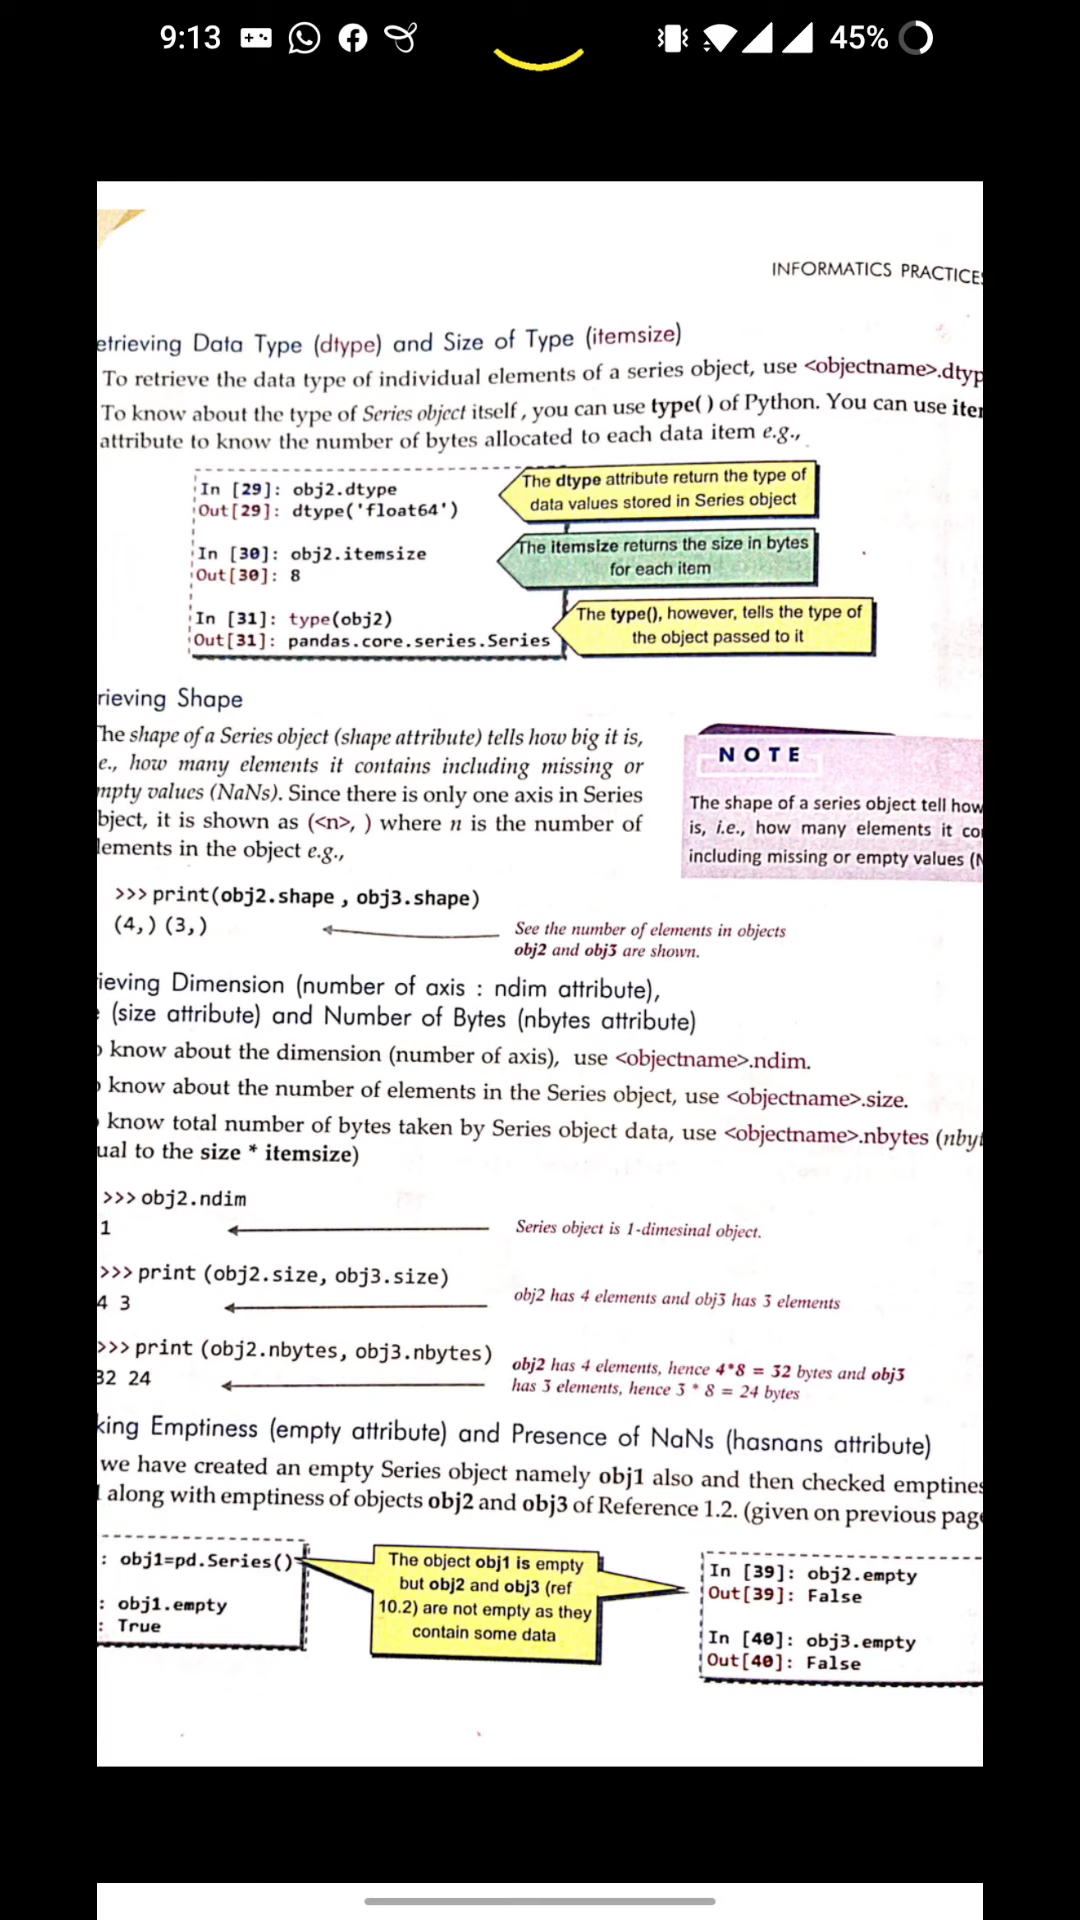 9:13
45%
INFORMATICS PRACTICES
etrieving Data Type (dtype) and Size of Type (itemsize)
To retrieve the data type of individual elements of a series object, use <objectname>.dtyp
To know about the type of Series object itself, you can use type( ) of Python. You can use iter
attribute to know the number of bytes allocated to each data item e.g.,
In [29]: obj2.dtype
Out[29]: dtype('float64')
The dtype attribute return the type of
data values stored in Series object
In [30]: obj2.itemsize
Out[30]: 8
The itemsize returns the size in bytes
for each item
In [31]: type(obj2)
Out[31]: pandas.core.series.Series
The type(), however, tells the type of
the object passed to it
rieving Shape
The shape of a Series object (shape attribute) tells how big it is,
e., how many elements it contains including missing or
mpty values (NaNs). Since there is only one axis in Series
bject, it is shown as (<n>, ) where n is the number of
lements in the object e.g.,
NOTE
The shape of a series object tell how
is, i.e., how many elements it co
including missing or empty values (N
>>> print(obj2.shape , obj3.shape)
(4,) (3,)
See the number of elements in objects
obj2 and obj3 are shown.
ieving Dimension (number of axis : ndim attribute),
(size attribute) and Number of Bytes (nbytes attribute)
o know about the dimension (number of axis), use <objectname>.ndim.
o know about the number of elements in the Series object, use <objectname>.size.
know total number of bytes taken by Series object data, use <objectname>.nbytes (nbyt
ual to the size * itemsize)
>>> obj2.ndim
1
Series object is 1-dimesinal object.
>>> print (obj2.size, obj3.size)
4 3
obj2 has 4 elements and obj3 has 3 elements
>>> print (obj2.nbytes, obj3.nbytes)
32 24
obj2 has 4 elements, hence 4*8 = 32 bytes and obj3
has 3 elements, hence 3 * 8 = 24 bytes
king Emptiness (empty attribute) and Presence of NaNs (hasnans attribute)
we have created an empty Series object namely obj1 also and then checked emptines
along with emptiness of objects obj2 and obj3 of Reference 1.2. (given on previous page
: obj1=pd.Series()
: obj1.empty
: True
The object obj1 is empty
but obj2 and obj3 (ref
10.2) are not empty as they
contain some data
In [39]: obj2.empty
Out[39]: False
In [40]: obj3.empty
Out[40]: False